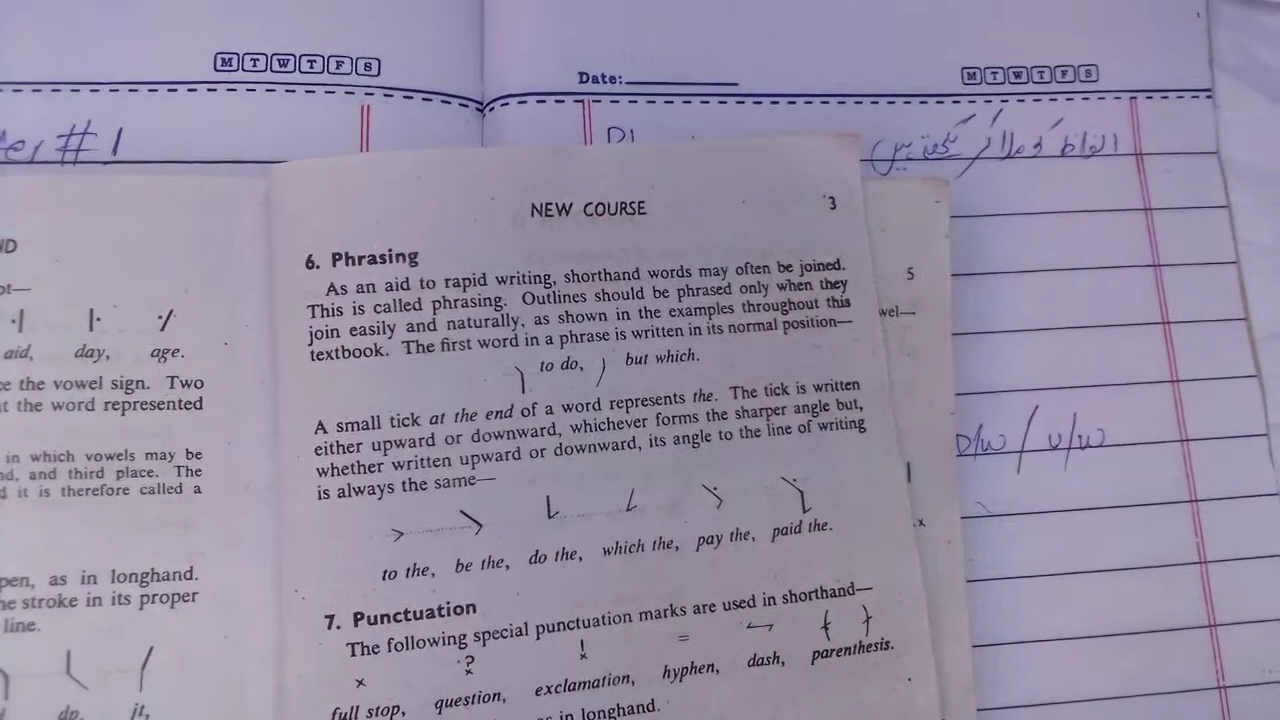 M T W T F S
Date:
M T W T F S
#1
D1
NEW COURSE
3
6. Phrasing
As an aid to rapid writing, shorthand words may often be joined.
This is called phrasing. Outlines should be phrased only when they
join easily and naturally, as shown in the examples throughout this
textbook. The first word in a phrase is written in its normal position—
to do, but which.
A small tick at the end of a word represents the. The tick is written
either upward or downward, whichever forms the sharper angle but,
whether written upward or downward, its angle to the line of writing
is always the same—
to the, be the, do the, which the, pay the, paid the.
7. Punctuation
The following special punctuation marks are used in shorthand—
full stop, question, exclamation, hyphen, dash, parenthesis.
in longhand.
aid, day, age.
the vowel sign. Two
the word represented
in which vowels may be
and third place. The
it is therefore called a
pen, as in longhand.
stroke in its proper
line.
do, it,
5
wel—
D/w / U/w